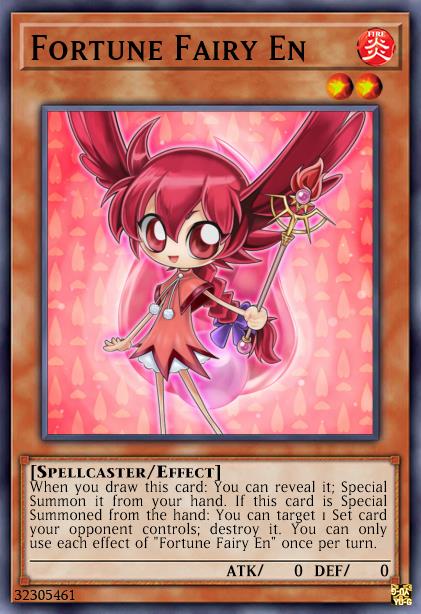 Fortune Fairy En
FIRE
炎
[Spellcaster/Effect]
When you draw this card: You can reveal it; Special
Summon it from your hand. If this card is Special
Summoned from the hand: You can target 1 Set card
your opponent controls; destroy it. You can only
use each effect of "Fortune Fairy En" once per turn.
ATK/ 0 DEF/ 0
32305461